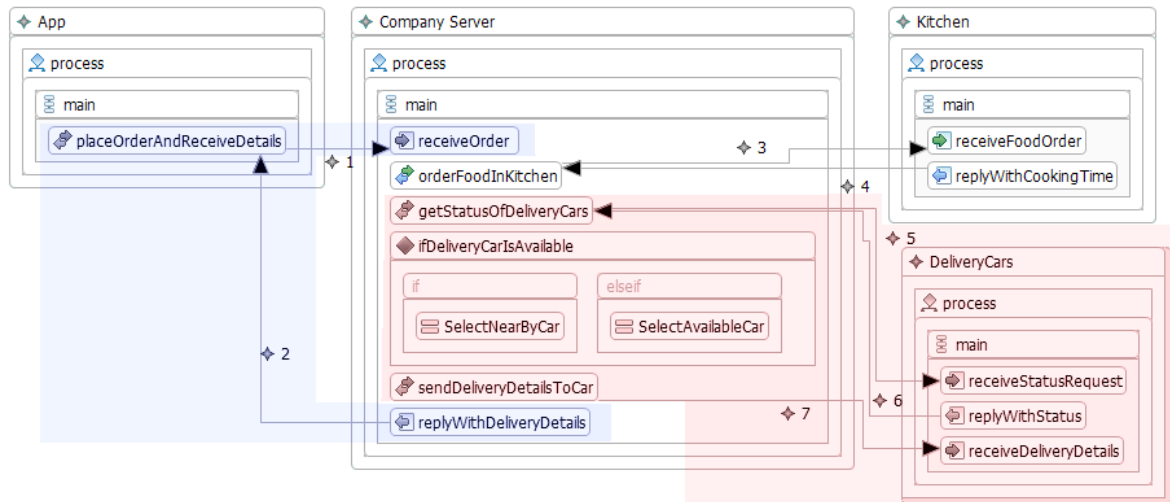 App
process
main
placeOrderAndReceiveDetails
1
2
Company Server
process
main
receiveOrder
orderFoodInKitchen
getStatusOfDeliveryCars
ifDeliveryCarIsAvailable
if
SelectNearByCar
elseif
SelectAvailableCar
sendDeliveryDetailsToCar
replyWithDeliveryDetails
3
4
5
6
7
Kitchen
process
main
receiveFoodOrder
replyWithCookingTime
DeliveryCars
process
main
receiveStatusRequest
replyWithStatus
receiveDeliveryDetails